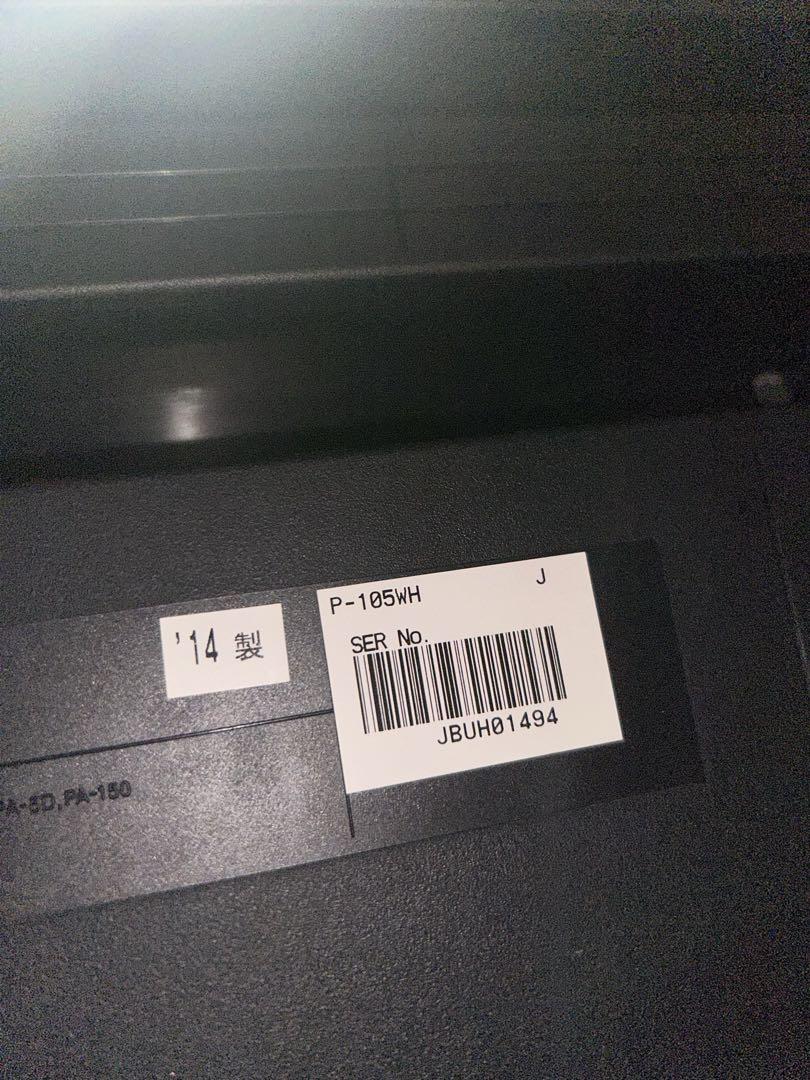 P-105WH J
'14 製
SER No.
JBUH01494
PA-5D,PA-150